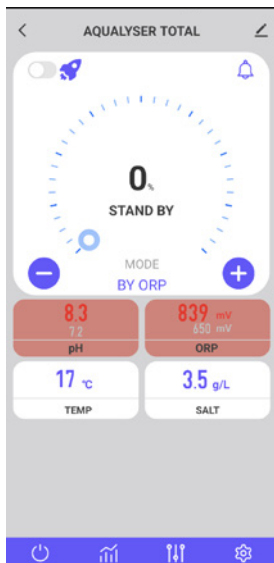 AQUALYSER TOTAL
0%
STAND BY
MODE
BY ORP
8.3
7.2
pH
839 mV
650 mV
ORP
17 °C
TEMP
3.5 g/L
SALT